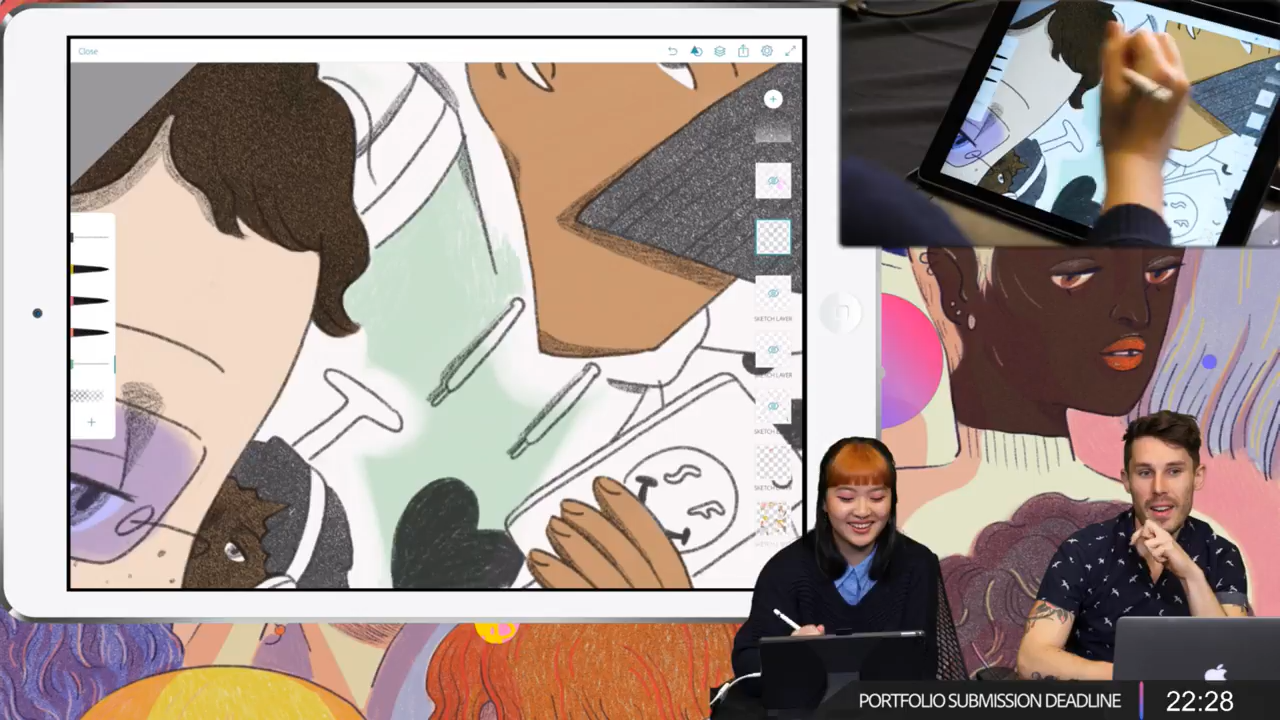 Close
SKETCH LAYER
SKETCH LAYER
PORTFOLIO SUBMISSION DEADLINE
22:28